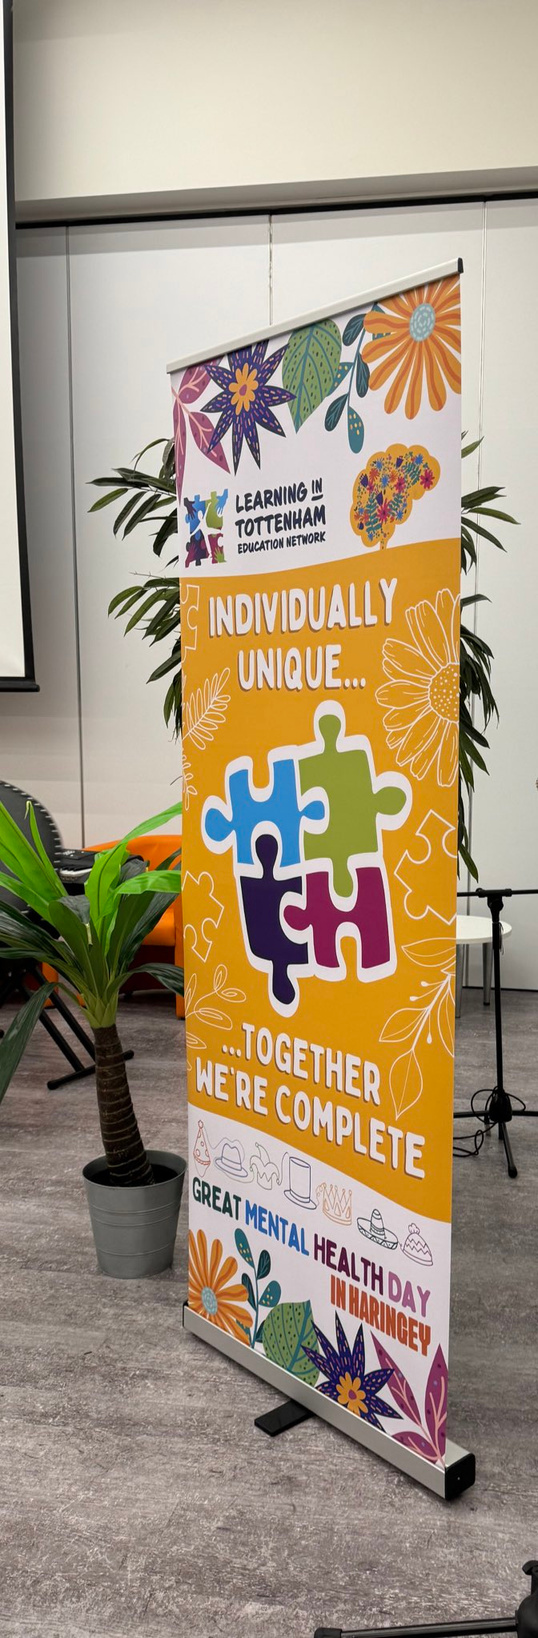 LEARNING IN
TOTTENHAM
EDUCATION NETWORK
INDIVIDUALLY
UNIQUE...
...TOGETHER
WE'RE COMPLETE
GREAT MENTAL HEALTH DAY
IN HARINGEY